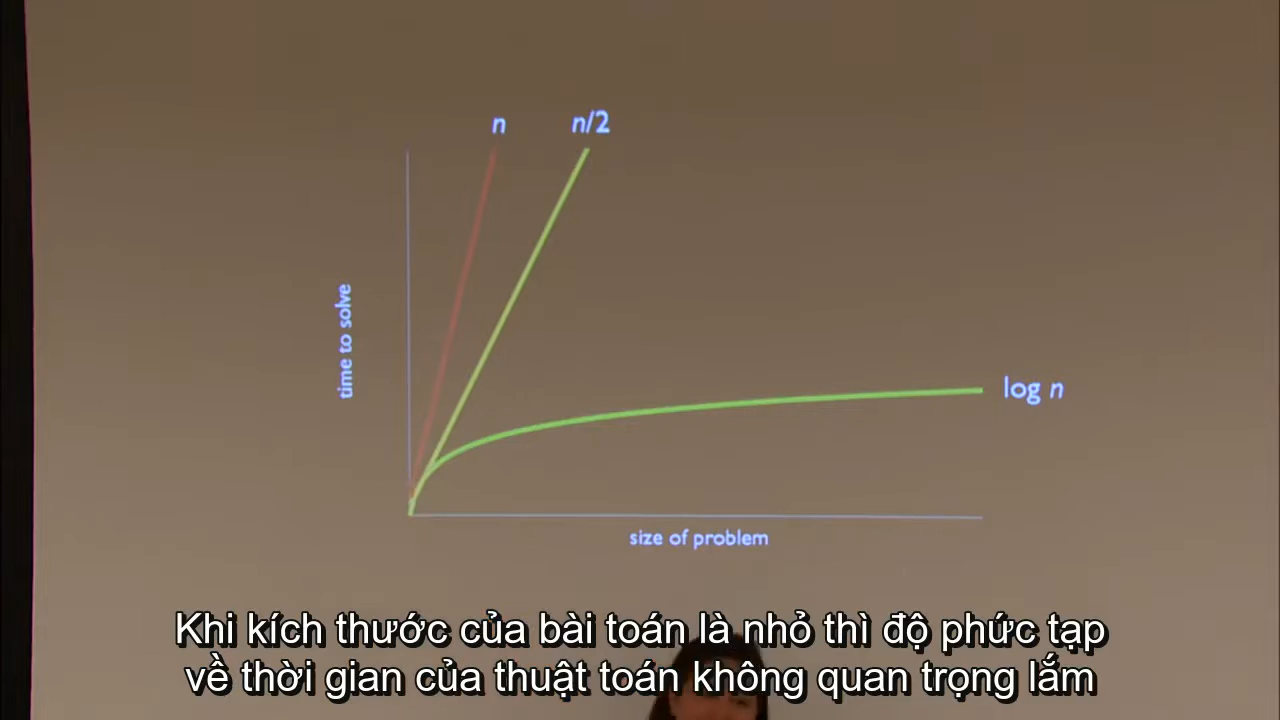 n
n/2
time to solve
log n
size of problem
Khi kích thước của bài toán là nhỏ thì độ phức tạp
về thời gian của thuật toán không quan trọng lắm